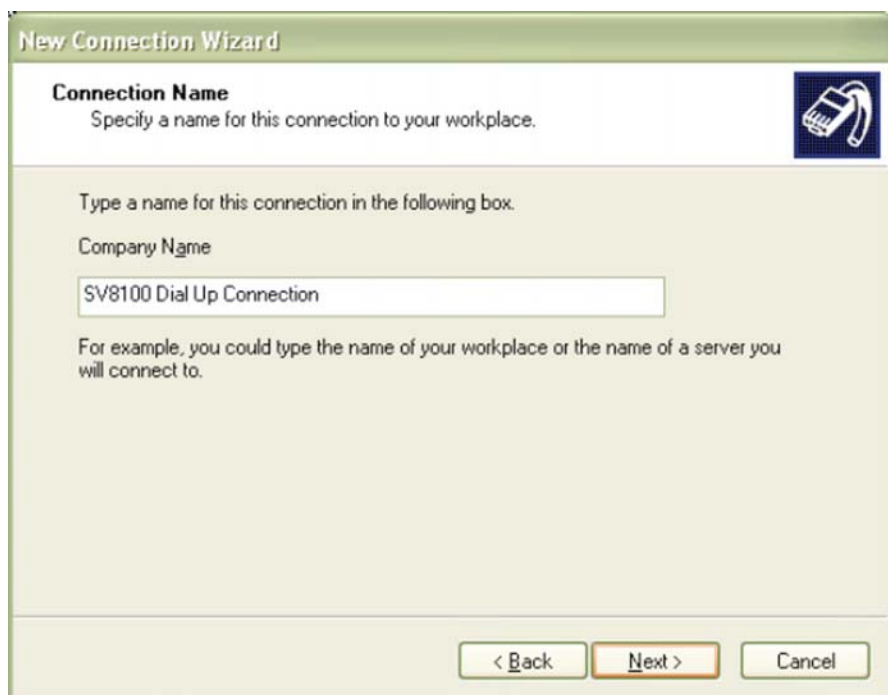 New Connection Wizard
Connection Name
Specify a name for this connection to your workplace.
Type a name for this connection in the following box.
Company Name
SV8100 Dial Up Connection
For example, you could type the name of your workplace or the name of a server you
will connect to.
< Back Next > Cancel